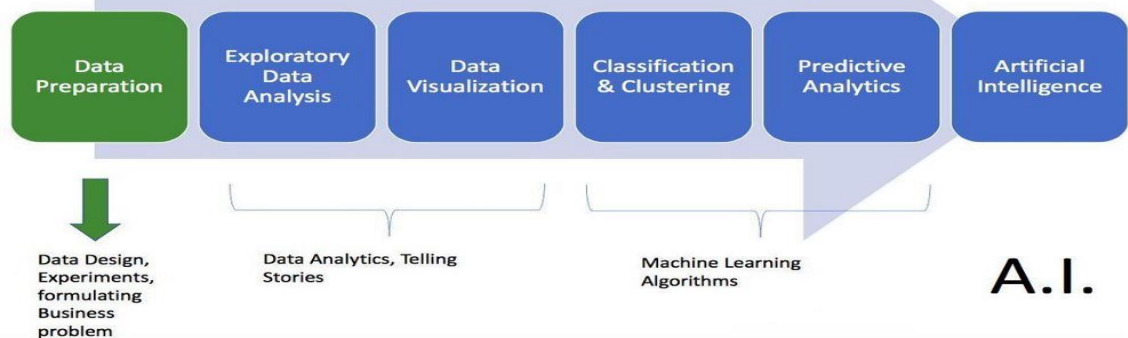 Data
Preparation
Exploratory
Data
Analysis
Data
Visualization
Classification
& Clustering
Predictive
Analytics
Artificial
Intelligence
Data Design,
Experiments,
formulating
Business
problem
Data Analytics, Telling
Stories
Machine Learning
Algorithms
A.I.